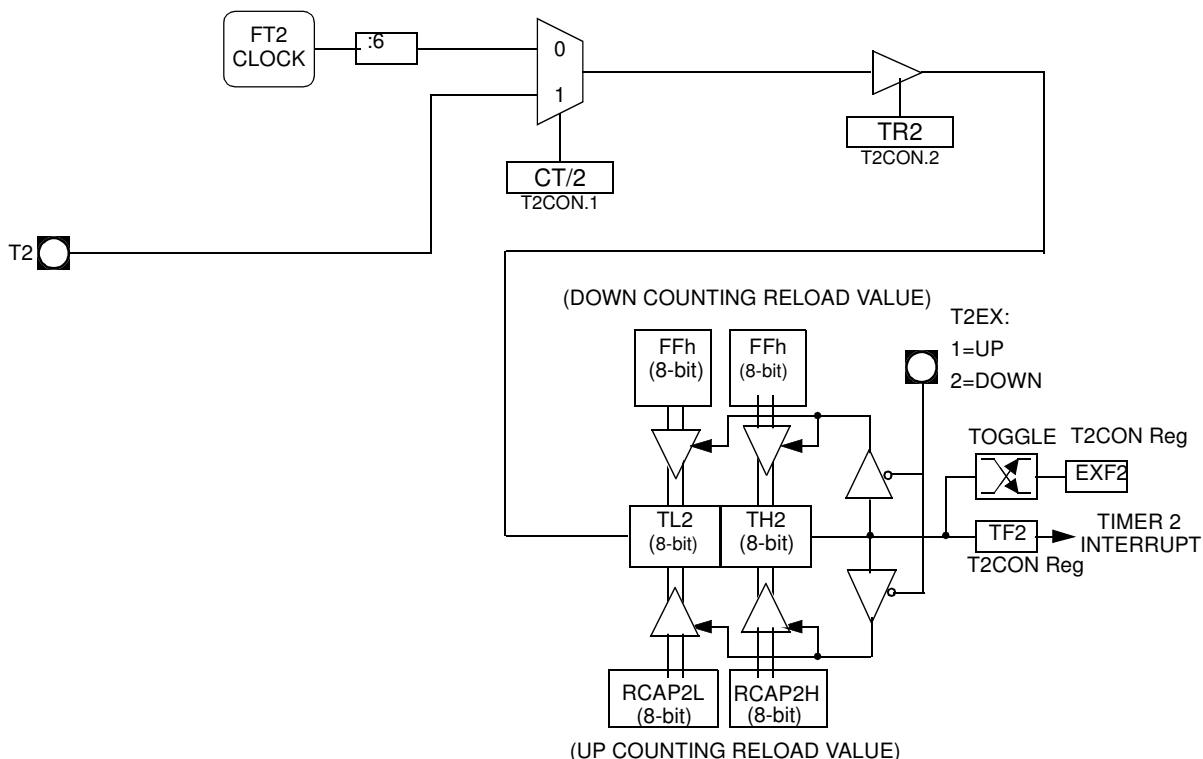 FT2
CLOCK
:6
0
1
TR2
T2CON.2
CT/2
T2CON.1
T2
(DOWN COUNTING RELOAD VALUE)
T2EX:
1=UP
2=DOWN
FFh
(8-bit)
FFh
(8-bit)
TOGGLE
T2CON Reg
EXF2
TL2
(8-bit)
TH2
(8-bit)
TF2
TIMER 2
INTERRUPT
T2CON Reg
RCAP2L
(8-bit)
RCAP2H
(8-bit)
(UP COUNTING RELOAD VALUE)